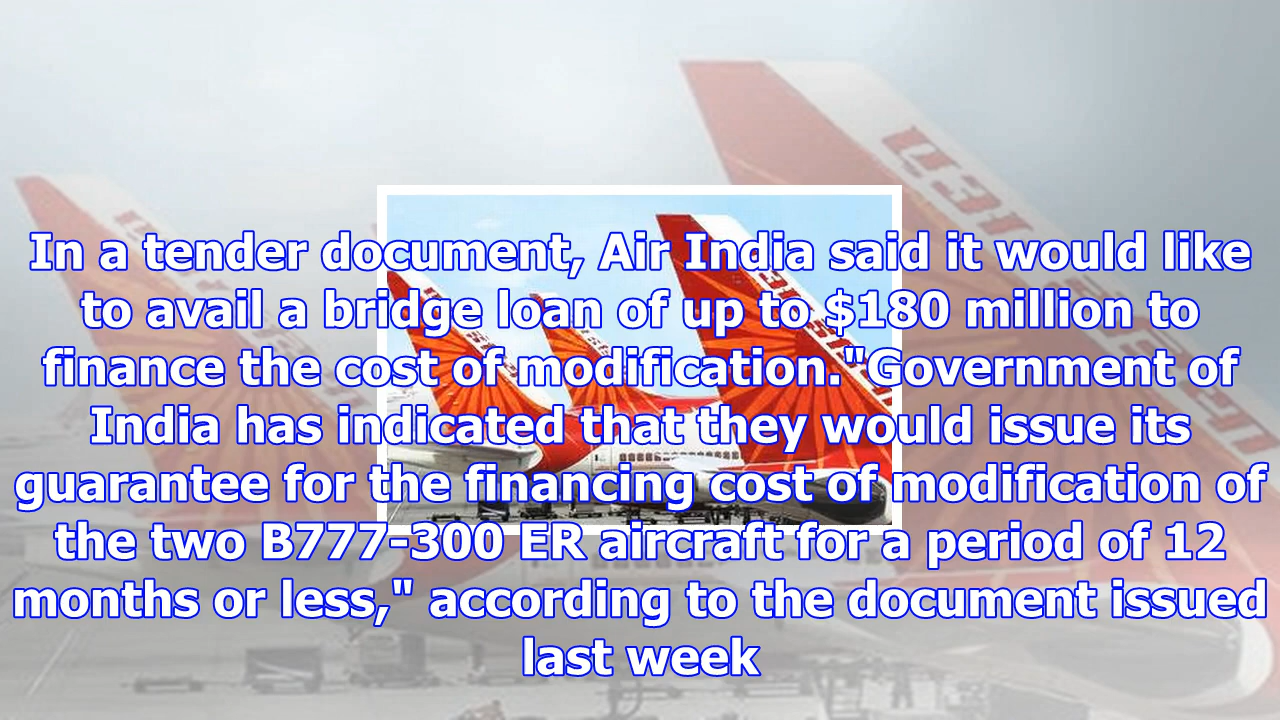 In a tender document, Air India said it would like
to avail a bridge loan of up to $180 million to
finance the cost of modification."Government of
India has indicated that they would issue its
guarantee for the financing cost of modification of
the two B777-300 ER aircraft for a period of 12
months or less," according to the document issued
last week